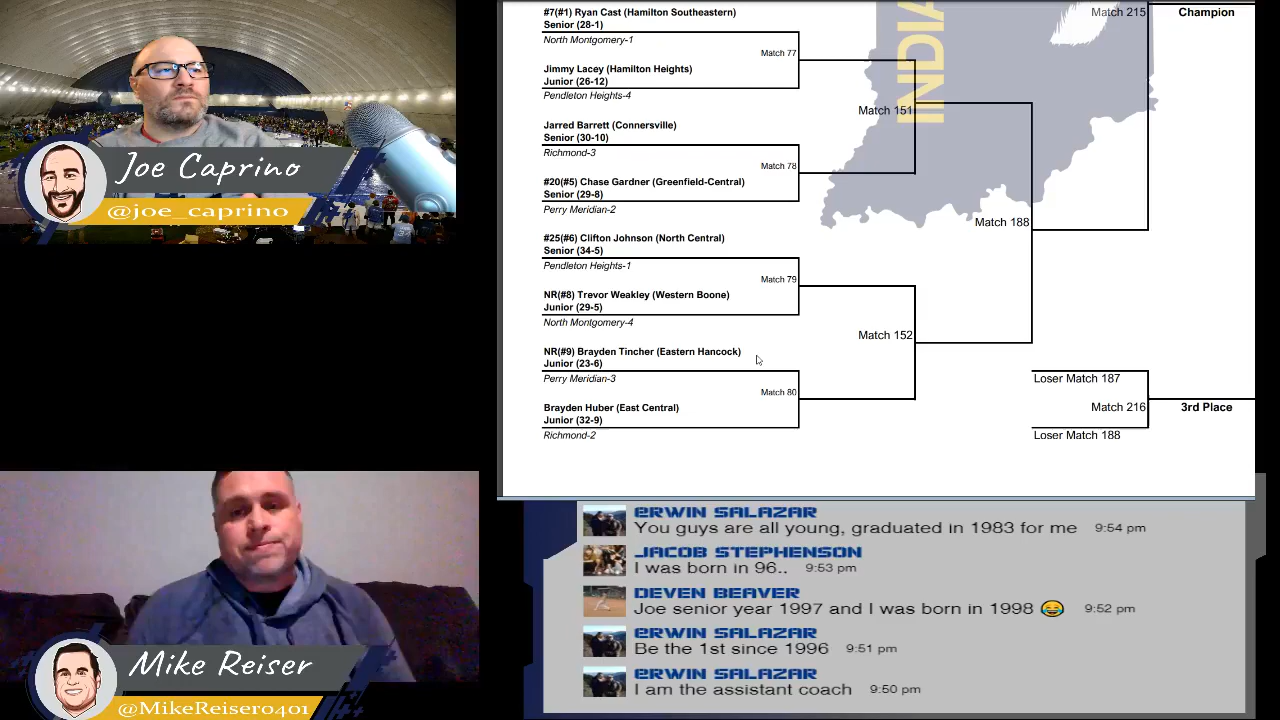 Joe Caprino
@joe_caprino
#7(#1) Ryan Cast (Hamilton Southeastern)
Senior (28-1)
North Montgomery-1
Match 77
Jimmy Lacey (Hamilton Heights)
Junior (26-12)
Pendleton Heights-4
Match 151
Jarred Barrett (Connersville)
Senior (30-10)
Richmond-3
Match 78
#20(#5) Chase Gardner (Greenfield-Central)
Senior (29-8)
Perry Meridian-2
Match 188
#25(#6) Clifton Johnson (North Central)
Senior (34-5)
Pendleton Heights-1
Match 79
NR(#8) Trevor Weakley (Western Boone)
Junior (29-5)
North Montgomery-4
Match 152
NR(#9) Brayden Tincher (Eastern Hancock)
Junior (23-6)
Perry Meridian-3
Match 80
Brayden Huber (East Central)
Junior (32-9)
Richmond-2
INDI
Match 215
Champion
Loser Match 187
Match 216
3rd Place
Loser Match 188
Mike Reiser
@MikeReiser0401
ERWIN SALAZAR
You guys are all young, graduated in 1983 for me 9:54 pm
JACOB STEPHENSON
I was born in 96.. 9:53 pm
DEVEN BEAVER
Joe senior year 1997 and I was born in 1998 😂 9:52 pm
ERWIN SALAZAR
Be the 1st since 1996 9:51 pm
ERWIN SALAZAR
I am the assistant coach 9:50 pm